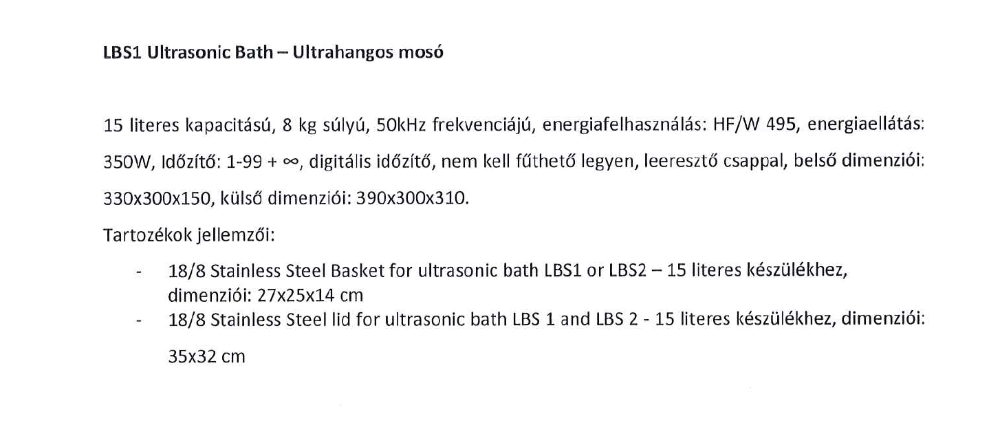 LBS1 Ultrasonic Bath – Ultrahangos mosó
15 literes kapacitású, 8 kg súlyú, 50kHz frekvenciájú, energiafelhasználás: HF/W 495, energiaellátás:
350W, Időzítő: 1-99 + ∞, digitális időzítő, nem kell fűthető legyen, leeresztő csappal, belső dimenziói:
330x300x150, külső dimenziói: 390x300x310.
Tartozékok jellemzői:
- 18/8 Stainless Steel Basket for ultrasonic bath LBS1 or LBS2 – 15 literes készülékhez,
dimenziói: 27x25x14 cm
- 18/8 Stainless Steel lid for ultrasonic bath LBS 1 and LBS 2 - 15 literes készülékhez, dimenziói:
35x32 cm